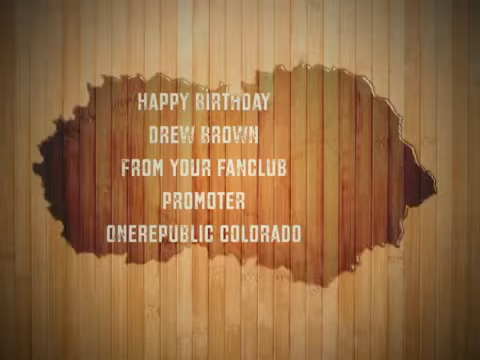 HAPPY BIRTHDAY
DREW BROWN
FROM YOUR FANCLUB
PROMOTER
ONEREPUBLIC COLORADO